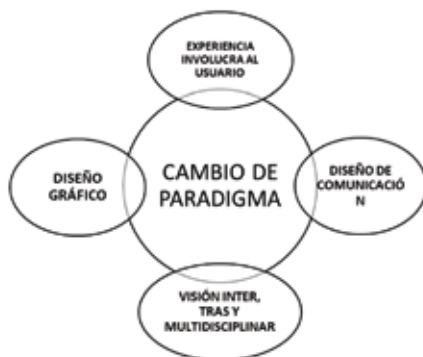 EXPERIENCIA
INVOLUCRA AL
USUARIO
DISEÑO
GRÁFICO
CAMBIO DE
PARADIGMA
DISEÑO DE
COMUNICACIÓ
N
VISIÓN INTER,
TRAS Y
MULTIDISCIPLINAR